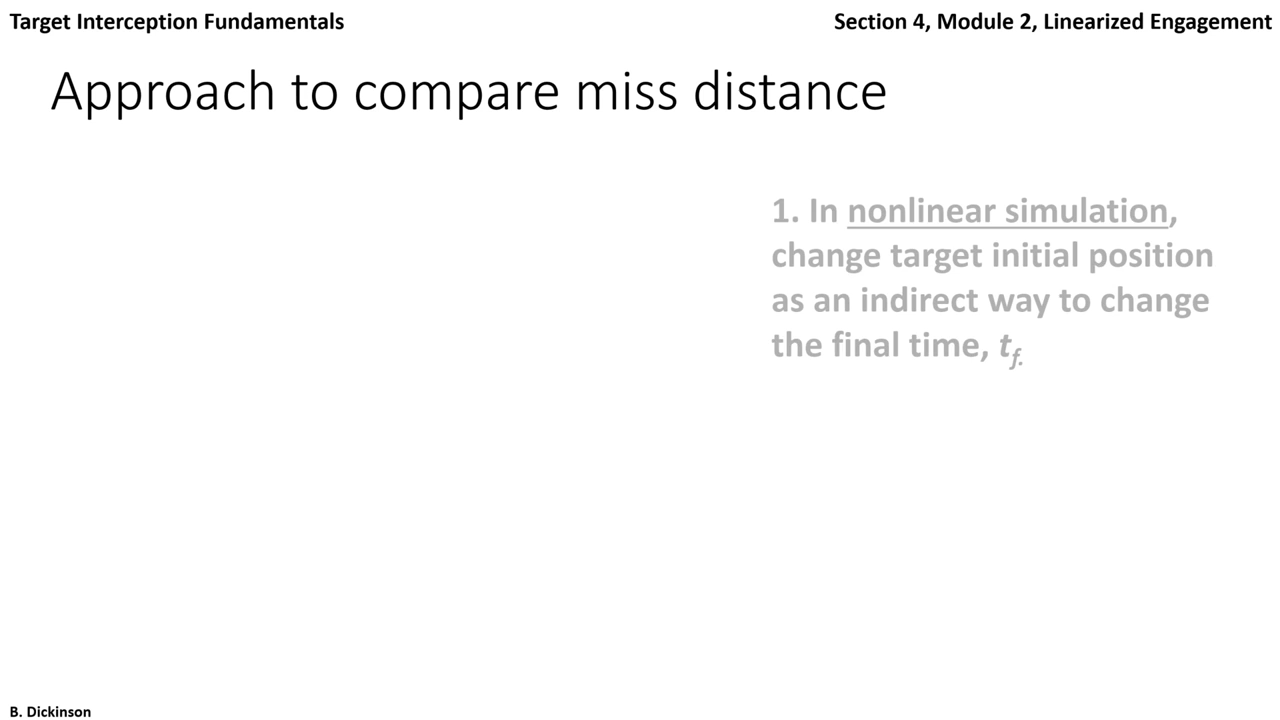 Target Interception Fundamentals
Section 4, Module 2, Linearized Engagement
Approach to compare miss distance
1. In nonlinear simulation,
change target initial position
as an indirect way to change
the final time, tf.
B. Dickinson